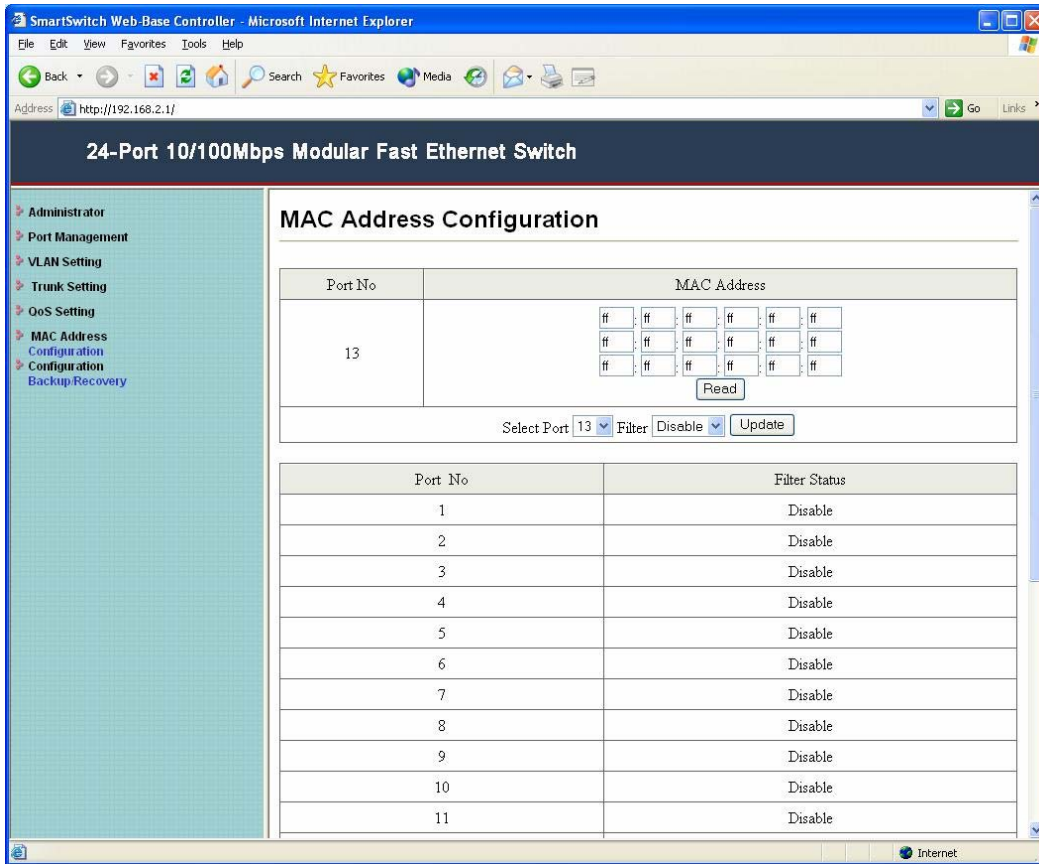 SmartSwitch Web-Base Controller - Microsoft Internet Explorer
File Edit View Favorites Tools Help
Back Search Favorites Media
Address http://192.168.2.1/ Go Links
24-Port 10/100Mbps Modular Fast Ethernet Switch
Administrator
Port Management
VLAN Setting
Trunk Setting
QoS Setting
MAC Address
Configuration
Configuration
Backup/Recovery
MAC Address Configuration
Port No MAC Address
13
ff : ff : ff : ff : ff : ff
ff : ff : ff : ff : ff : ff
ff : ff : ff : ff : ff : ff
Read
Select Port 13 Filter Disable Update
Port No Filter Status
1 Disable
2 Disable
3 Disable
4 Disable
5 Disable
6 Disable
7 Disable
8 Disable
9 Disable
10 Disable
11 Disable
Internet